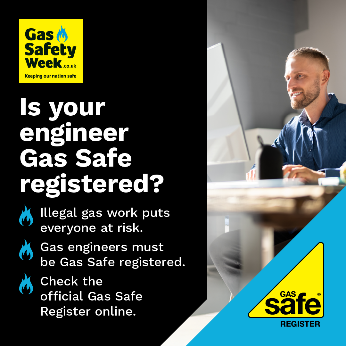 Gas
Safety
Week.co.uk
Keeping our nation safe
Is your
engineer
Gas Safe
registered?
Illegal gas work puts
everyone at risk.
Gas engineers must
be Gas Safe registered.
Check the
official Gas Safe
Register online.
GAS
safe
REGISTER